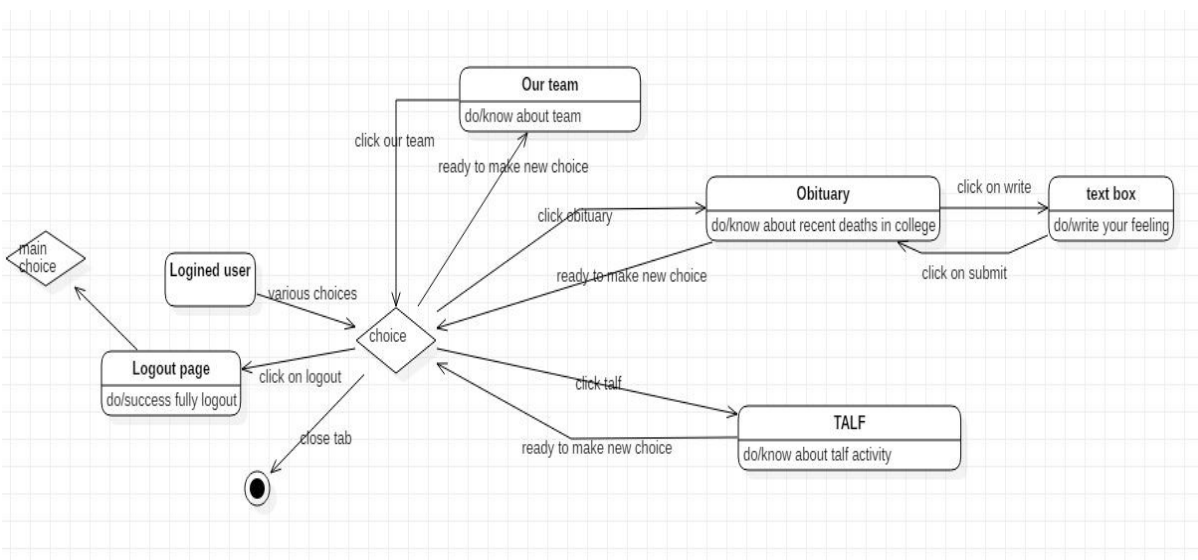 Our team
do/know about team
click our team
ready to make new choice
Obituary
do/know about recent deaths in college
click on write
text box
do/write your feeling
click on submit
click obituary
ready to make new choice
main
choice
Logined user
various choices
choice
Logout page
do/success fully logout
click on logout
close tab
click talf
ready to make new choice
TALF
do/know about talf activity